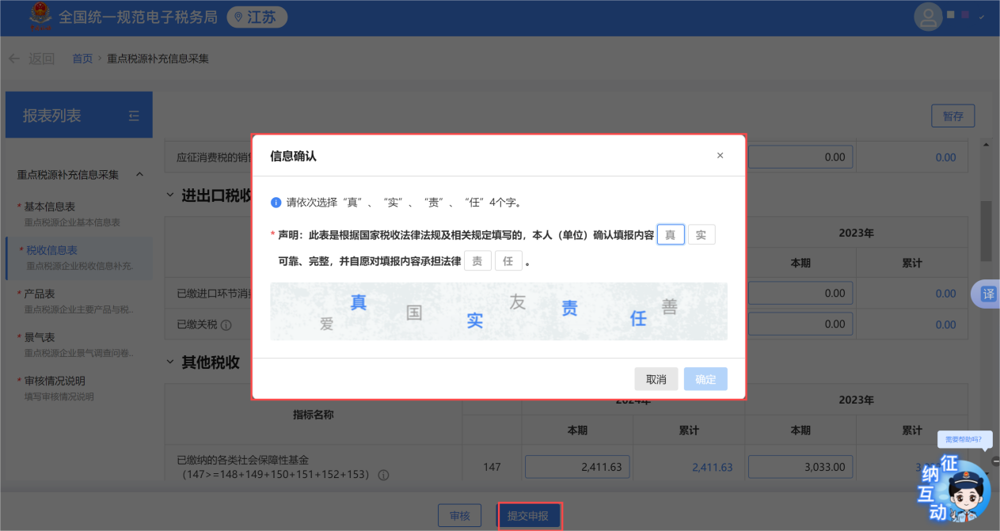 全国统一规范电子税务局 江苏
返回 首页 › 重点税源补充信息采集
报表列表
暂存
重点税源补充信息采集
* 基本信息表
重点税源企业基本信息表
* 税收信息表
重点税源企业税收信息补充.
* 产品表
重点税源企业主要产品与税..
* 景气表
重点税源企业景气调查问卷..
* 审核情况说明
填写审核情况说明
应征消费税的销
0.00 0.00
进出口税收
2023年
本期 累计
已缴进口环节消
0.00 0.00
已缴关税
0.00 0.00
其他税收
指标名称
2024年 2023年
本期 累计 本期 累计
已缴纳的各类社会保障性基金
（147>=148+149+150+151+152+153）
147 2,411.63 2,411.63 3,033.00
信息确认 ×
请依次选择“真”、“实”、“责”、“任”4个字。
* 声明：此表是根据国家税收法律法规及相关规定填写的，本人（单位）确认填报内容 真 实
可靠、完整，并自愿对填报内容承担法律 责 任 。
爱 真 国 实 友 责 任 善
取消 确定
审核 提交申报
译
需要帮助吗?
征纳互动